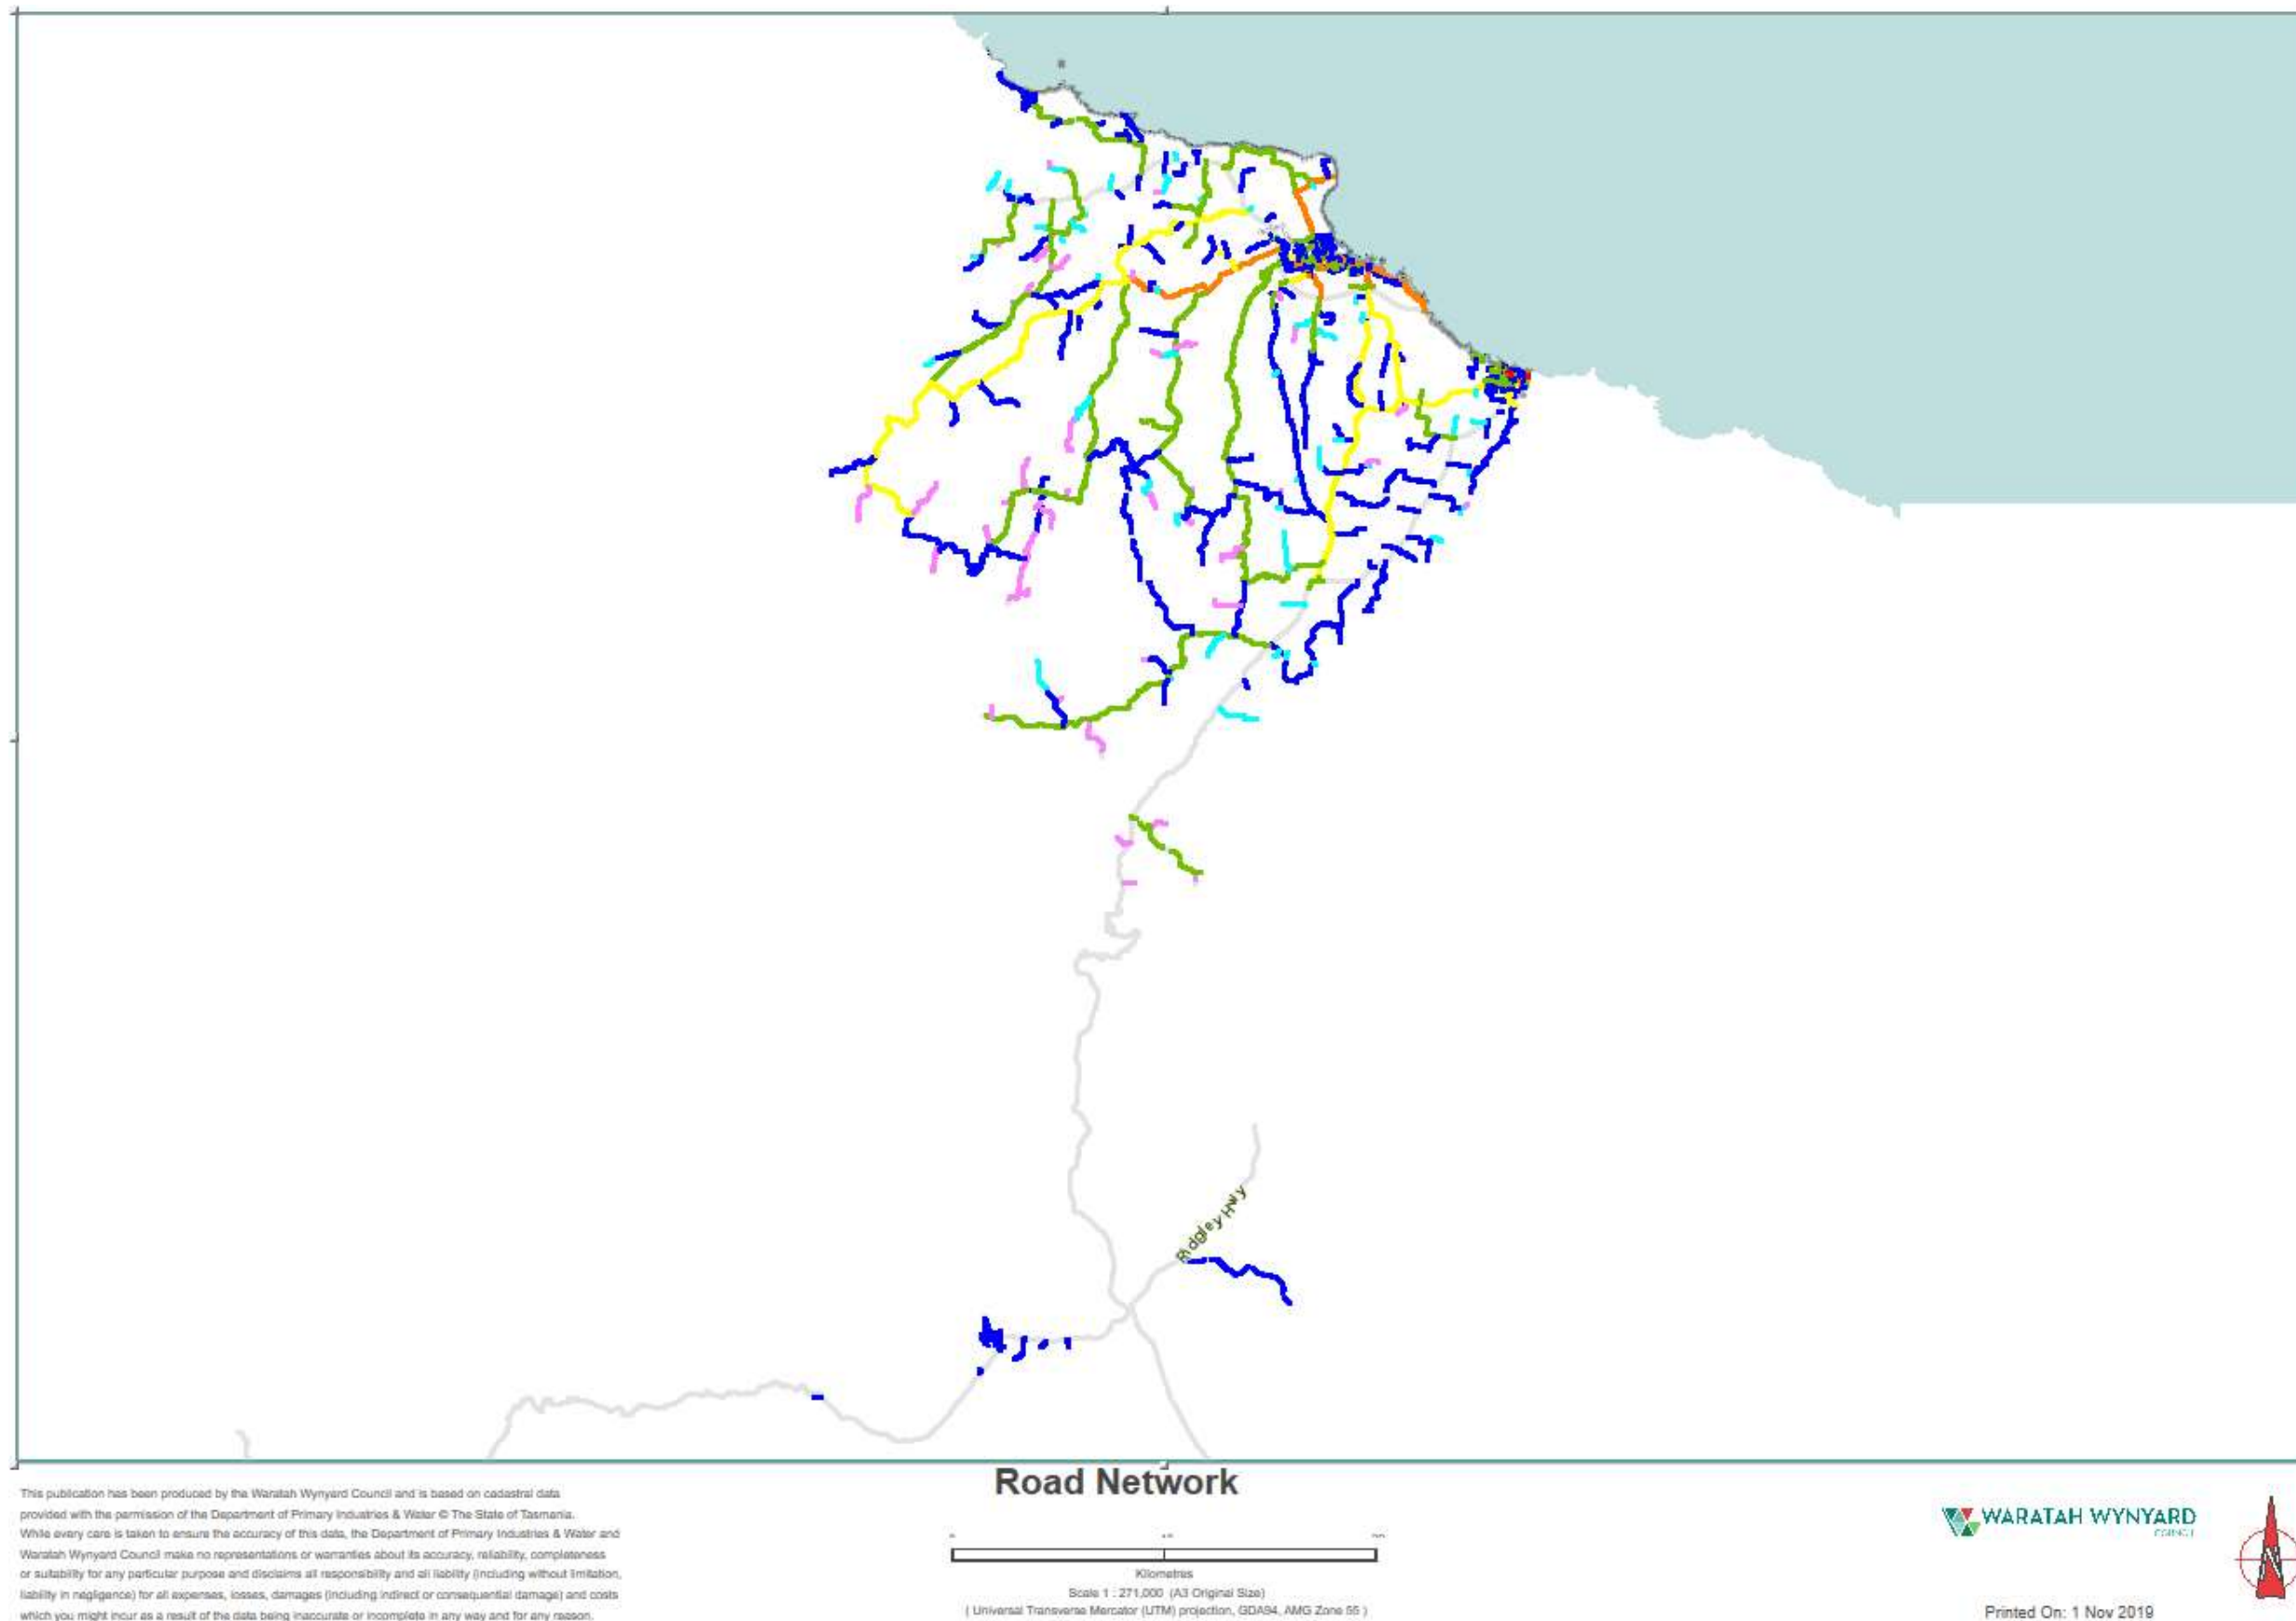 Ridgley Hwy
Road Network
This publication has been produced by the Waratah Wynyard Council and is based on cadastral data
provided with the permission of the Department of Primary Industries & Water © The State of Tasmania.
While every care is taken to ensure the accuracy of this data, the Department of Primary Industries & Water and
Waratah Wynyard Council make no representations or warranties about its accuracy, reliability, completeness
or suitability for any particular purpose and disclaims all responsibility and all liability (including without limitation,
liability in negligence) for all expenses, losses, damages (including indirect or consequential damage) and costs
which you might incur as a result of the data being inaccurate or incomplete in any way and for any reason.
Kilometres
Scale 1 : 271,000 (A3 Original Size)
( Universal Transverse Mercator (UTM) projection, GDA94, AMG Zone 55 )
WARATAH WYNYARD
COUNCIL
N
Printed On: 1 Nov 2019